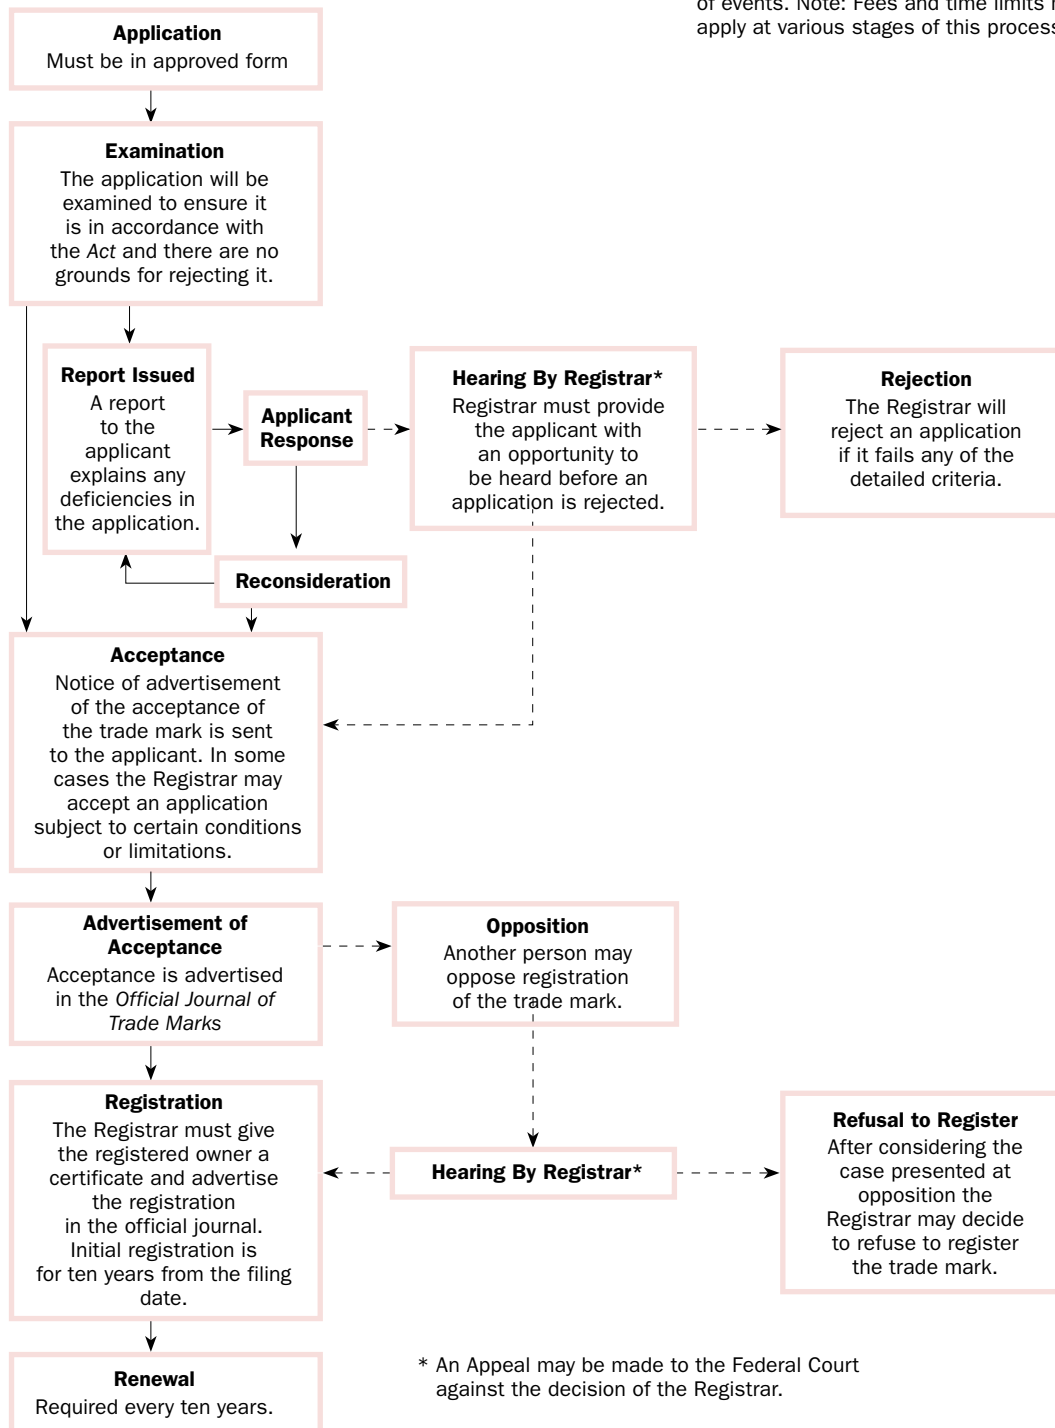 of events. Note: Fees and time limits
apply at various stages of this process
Application
Must be in approved form
Examination
The application will be
examined to ensure it
is in accordance with
the Act and there are no
grounds for rejecting it.
Report Issued
A report
to the
applicant
explains any
deficiencies in
the application.
Applicant
Response
Hearing By Registrar*
Registrar must provide
the applicant with
an opportunity to
be heard before an
application is rejected.
Rejection
The Registrar will
reject an application
if it fails any of the
detailed criteria.
Reconsideration
Acceptance
Notice of advertisement
of the acceptance of
the trade mark is sent
to the applicant. In some
cases the Registrar may
accept an application
subject to certain conditions
or limitations.
Advertisement of
Acceptance
Acceptance is advertised
in the Official Journal of
Trade Marks
Opposition
Another person may
oppose registration
of the trade mark.
Registration
The Registrar must give
the registered owner a
certificate and advertise
the registration
in the official journal.
Initial registration is
for ten years from the filing
date.
Hearing By Registrar*
Refusal to Register
After considering the
case presented at
opposition the
Registrar may decide
to refuse to register
the trade mark.
Renewal
Required every ten years.
* An Appeal may be made to the Federal Court
against the decision of the Registrar.